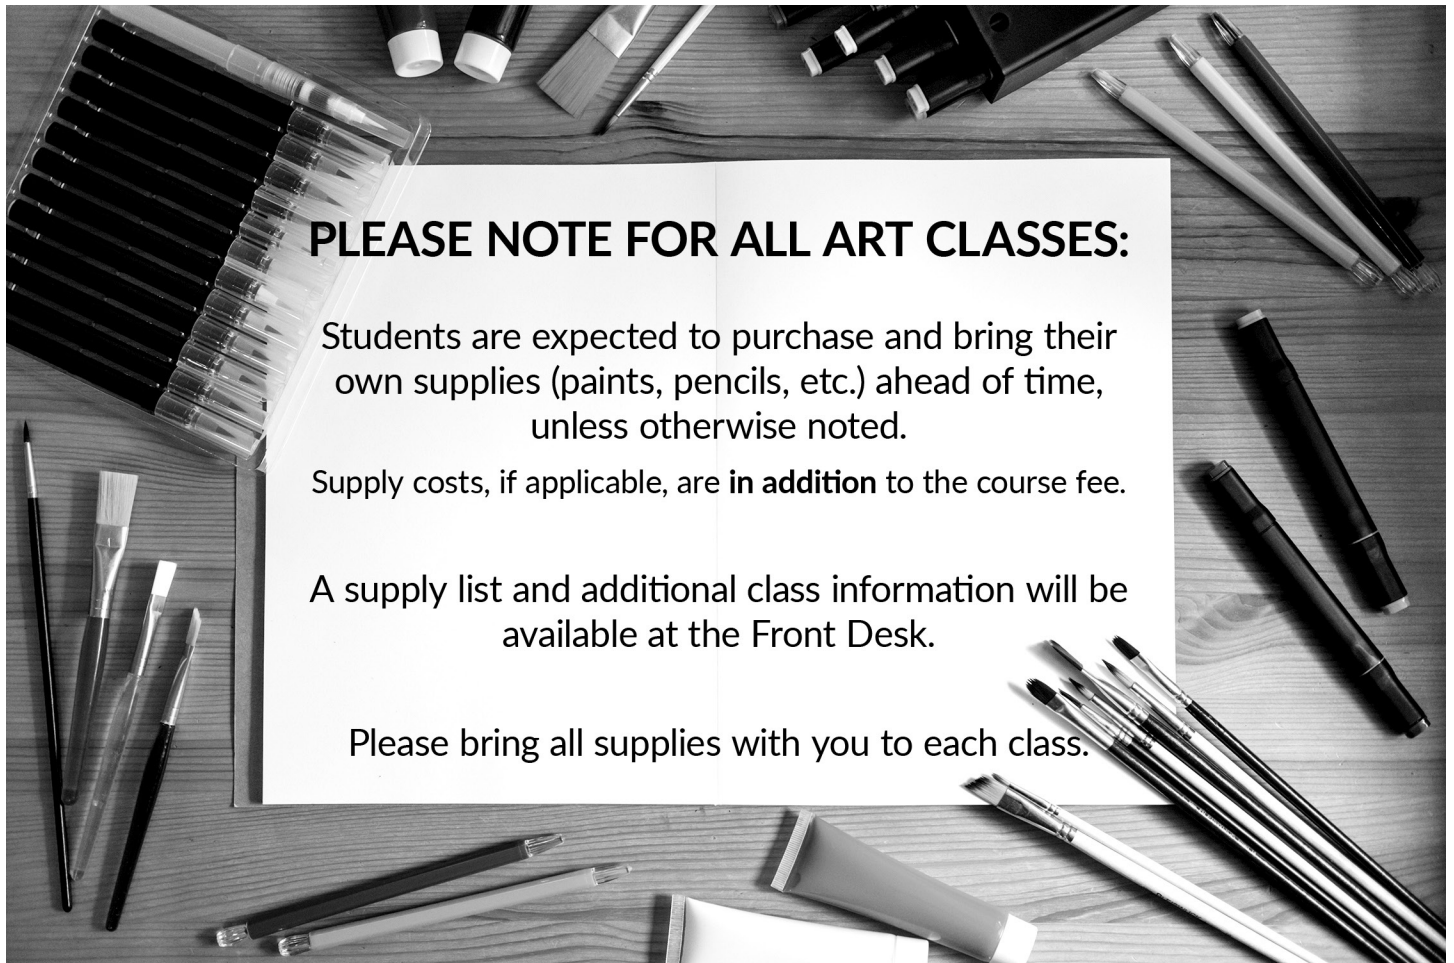 PLEASE NOTE FOR ALL ART CLASSES:
Students are expected to purchase and bring their
own supplies (paints, pencils, etc.) ahead of time,
unless otherwise noted.
Supply costs, if applicable, are in addition to the course fee.
A supply list and additional class information will be
available at the Front Desk.
Please bring all supplies with you to each class.